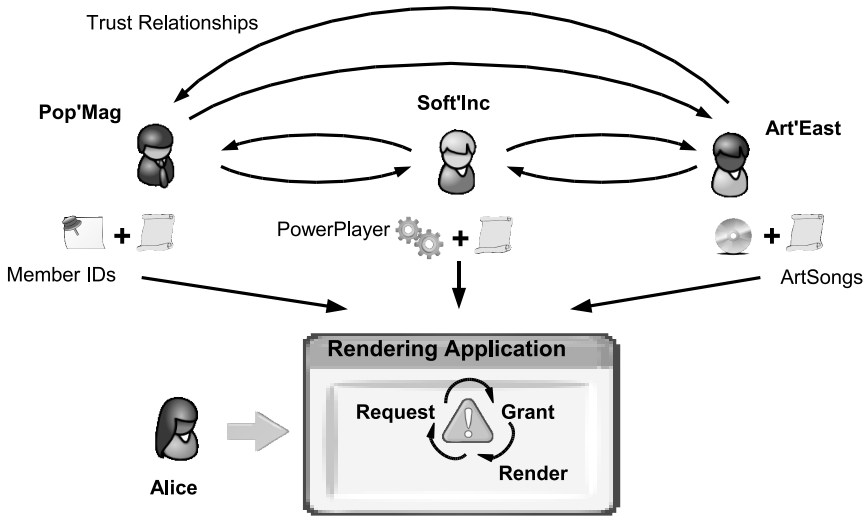 Trust Relationships
Pop'Mag
Soft'Inc
Art'East
PowerPlayer
+
+
+
Member IDs
ArtSongs
Rendering Application
Request
Grant
Render
Alice